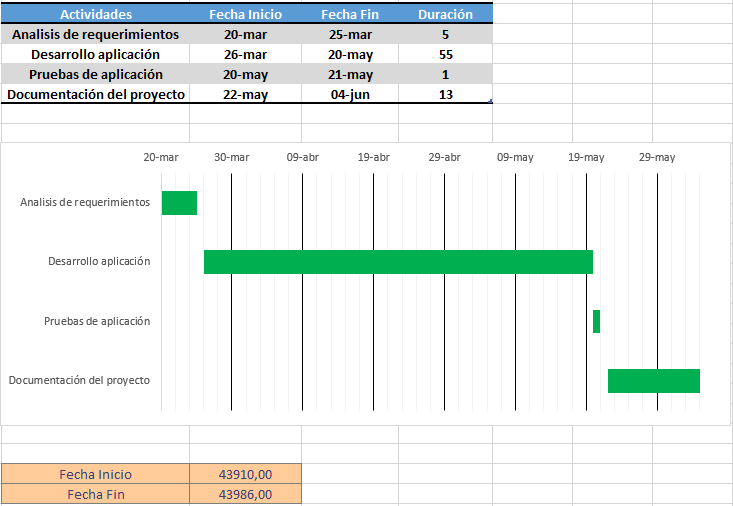 Actividades Fecha Inicio Fecha Fin Duración
Analisis de requerimientos 20-mar 25-mar 5
Desarrollo aplicación 26-mar 20-may 55
Pruebas de aplicación 20-may 21-may 1
Documentación del proyecto 22-may 04-jun 13
20-mar 30-mar 09-abr 19-abr 29-abr 09-may 19-may 29-may
Analisis de requerimientos
Desarrollo aplicación
Pruebas de aplicación
Documentación del proyecto
Fecha Inicio 43910,00
Fecha Fin 43986,00